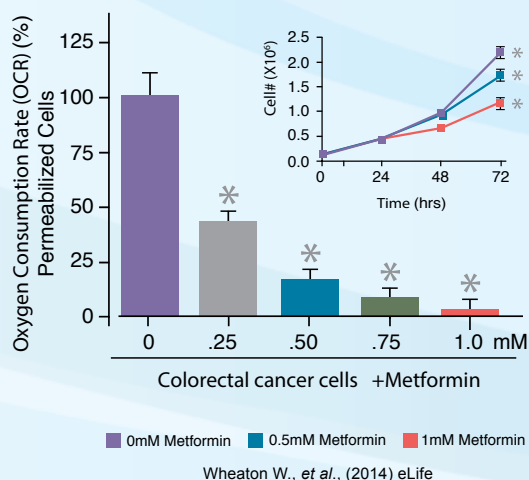 Oxygen Consumption Rate (OCR) (%)
Permeabilized Cells
125
100
75
50
25
0
*
*
*
*
0 .25 .50 .75 1.0 mM
Colorectal cancer cells +Metformin
Cell# (X10⁶)
2.5
2.0
1.5
1.0
0.5
0.0
*
*
*
0 24 48 72
Time (hrs)
0mM Metformin 0.5mM Metformin 1mM Metformin
Wheaton W., et al., (2014) eLife